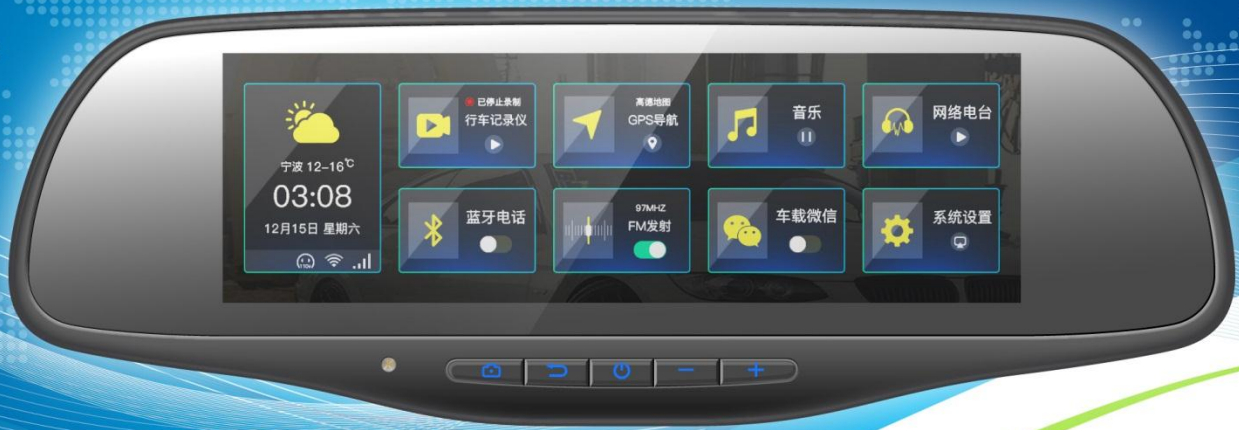 宁波 12-16℃
03:08
12月15日 星期六
已停止录制
行车记录仪
高德地图
GPS导航
音乐
网络电台
蓝牙电话
97MHZ
FM发射
车载微信
系统设置